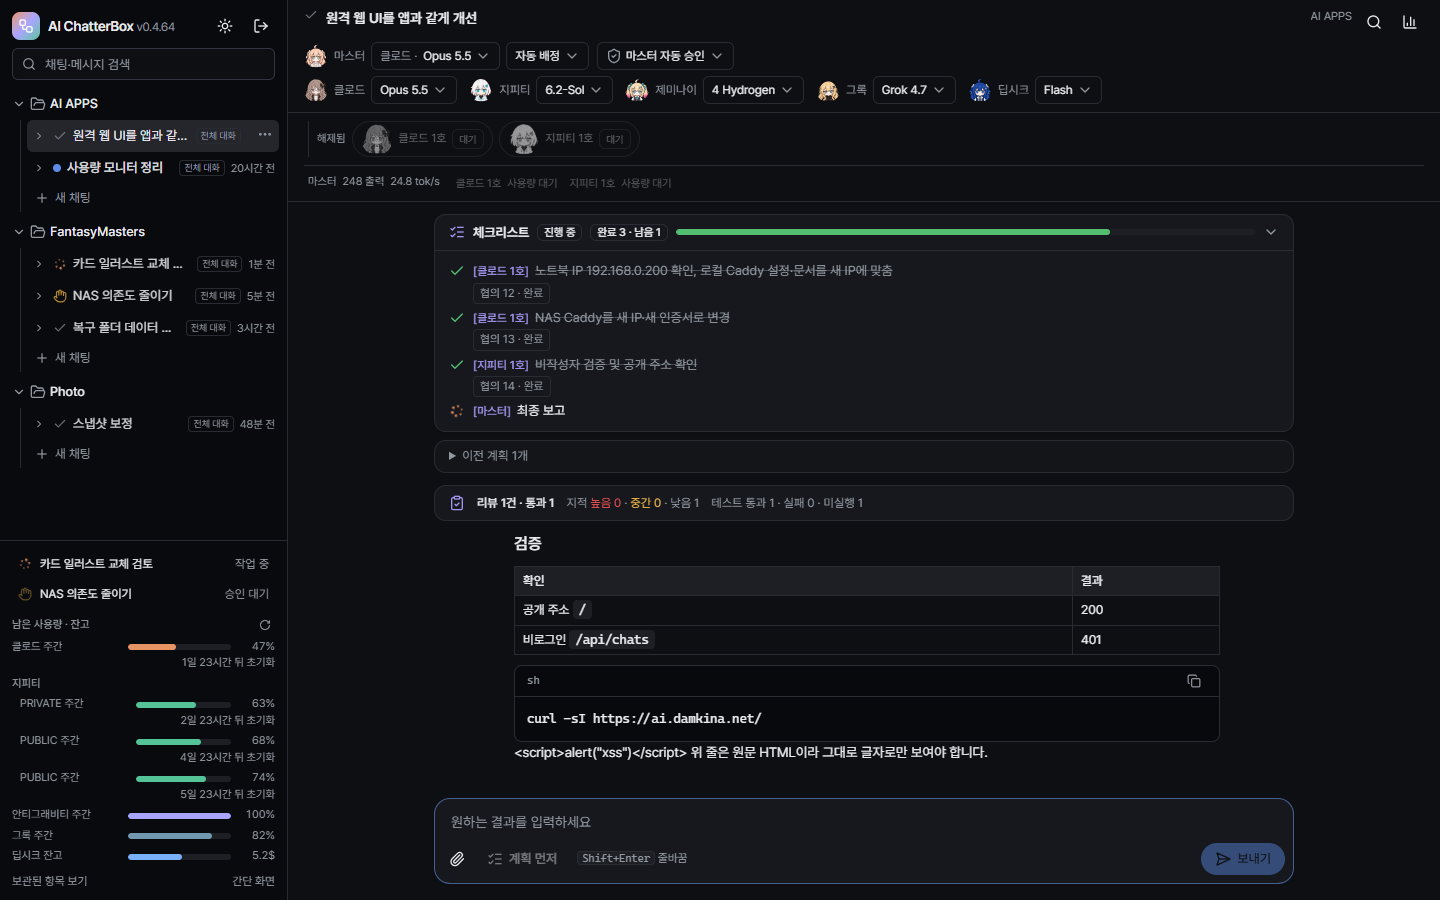 AI ChatterBox v0.4.64
채팅·메시지 검색
AI APPS
원격 웹 UI를 앱과 같... 전체 대화 ···
사용량 모니터 정리 전체 대화 20시간 전
+ 새 채팅
FantasyMasters
카드 일러스트 교체 ... 전체 대화 1분 전
NAS 의존도 줄이기 전체 대화 5분 전
복구 폴더 데이터 ... 전체 대화 3시간 전
+ 새 채팅
Photo
스냅샷 보정 전체 대화 48분 전
+ 새 채팅
카드 일러스트 교체 검토 작업 중
NAS 의존도 줄이기 승인 대기
남은 사용량 · 잔고
클로드 주간 47%
1일 23시간 뒤 초기화
지피티
PRIVATE 주간 63%
2일 23시간 뒤 초기화
PUBLIC 주간 68%
4일 23시간 뒤 초기화
PUBLIC 주간 74%
5일 23시간 뒤 초기화
안티그래비티 주간 100%
그록 주간 82%
딥시크 잔고 5.2$
보관된 항목 보기 간단 화면
원격 웹 UI를 앱과 같게 개선 AI APPS
마스터 클로드 · Opus 5.5 자동 배정 마스터 자동 승인
클로드 Opus 5.5 지피티 6.2-Sol 제미나이 4 Hydrogen 그록 Grok 4.7 딥시크 Flash
해제됨 클로드 1호 대기 지피티 1호 대기
마스터 248 출력 24.8 tok/s 클로드 1호 사용량 대기 지피티 1호 사용량 대기
체크리스트 진행 중 완료 3 · 남음 1
[클로드 1호] 노트북 IP 192.168.0.200 확인, 로컬 Caddy 설정·문서를 새 IP에 맞춤
협의 12 · 완료
[클로드 1호] NAS Caddy를 새 IP·새 인증서로 변경
협의 13 · 완료
[지피티 1호] 비작성자 검증 및 공개 주소 확인
협의 14 · 완료
[마스터] 최종 보고
이전 계획 1개
리뷰 1건 · 통과 1 지적 높음 0 · 중간 0 · 낮음 1 테스트 통과 1 · 실패 0 · 미실행 1
검증
확인 결과
공개 주소 / 200
비로그인 /api/chats 401
sh
curl -sI https://ai.damkina.net/
<script>alert("xss")</script> 위 줄은 원문 HTML이라 그대로 글자로만 보여야 합니다.
원하는 결과를 입력하세요
계획 먼저 Shift+Enter 줄바꿈 보내기